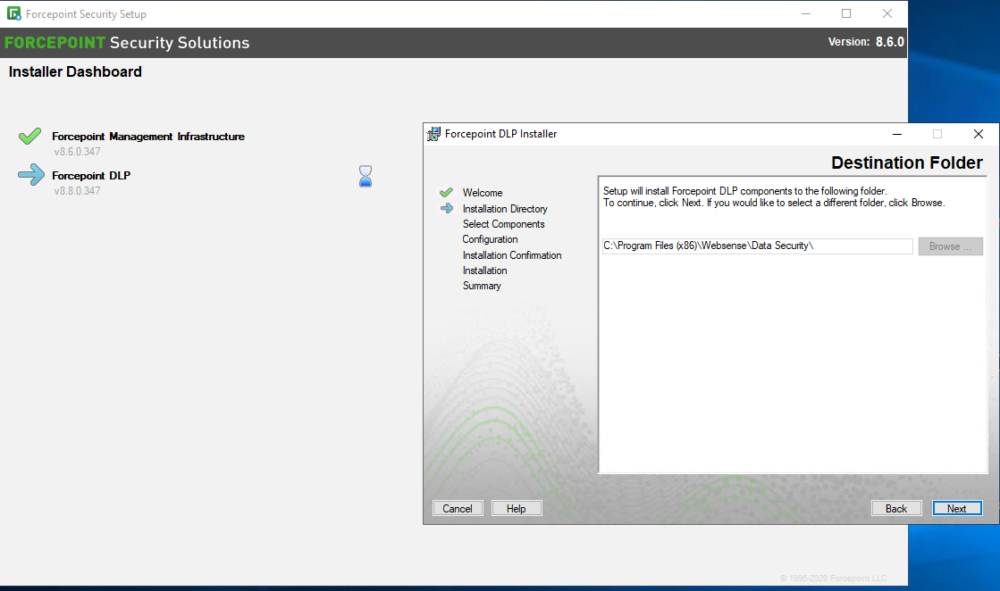 Forcepoint Security Setup
FORCEPOINT Security Solutions
Version: 8.6.0
Installer Dashboard
Forcepoint Management Infrastructure
v8.6.0.347
Forcepoint DLP
v8.8.0.347
Forcepoint DLP Installer
Destination Folder
Welcome
Installation Directory
Select Components
Configuration
Installation Confirmation
Installation
Summary
Setup will install Forcepoint DLP components to the following folder.
To continue, click Next. If you would like to select a different folder, click Browse.
C:\Program Files (x86)\Websense\Data Security\
Browse ...
Cancel
Help
Back
Next
© 1996-2020 Forcepoint LLC